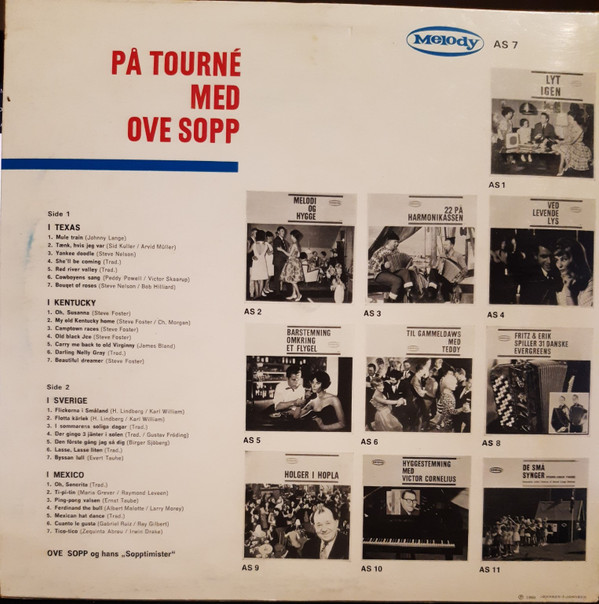 PÅ TOURNÉ
MED
OVE SOPP
Melody AS 7
LYT
IGEN
AS 1
Side 1
I TEXAS
1. Mule train (Johnny Lange)
2. Tænk, hvis jeg var (Sid Kuller / Arvid Müller)
3. Yankee doodle (Steve Nelson)
4. She'll be coming (Trad.)
5. Red river valley (Trad.)
6. Cowboyens sang (Peddy Powell / Victor Skaarup)
7. Bouqet of roses (Steve Nelson / Bob Hilliard)
I KENTUCKY
1. Oh, Susanna (Steve Foster)
2. My old Kentucky home (Steve Foster / Ch. Morgan)
3. Camptown races (Steve Foster)
4. Old black Joe (Steve Foster)
5. Carry me back to old Virginny (James Bland)
6. Darling Nelly Gray (Trad.)
7. Beautiful dreamer (Steve Foster)
Side 2
I SVERIGE
1. Flickorna i Småland (H. Lindberg / Karl William)
2. Flotta kärlek (H. Lindberg / Karl William)
3. I sommarens soliga dagar (Trad.)
4. Der gingo 3 jänter i solen (Trad. / Gustav Fröding)
5. Den första gång jag så dig (Birger Sjöberg)
6. Lasse, Lasse liten (Trad.)
7. Byssan lull (Evert Taube)
I MEXICO
1. Oh, Senorita (Trad.)
2. Ti-pi-tin (Maria Grever / Raymond Leveen)
3. Ping-pong valsen (Ernst Taube)
4. Ferdinand the bull (Albert Malotte / Larry Morey)
5. Mexican hat dance (Trad.)
6. Cuanto le gusta (Gabriel Ruiz / Ray Gilbert)
7. Tico-tico (Zequinta Abreu / Irwin Drake)
OVE SOPP og hans „Sopptimister"
MELODI
OG
HYGGE
AS 2
22 PÅ
HARMONIKASSEN
AS 3
VED
LEVENDE
LYS
AS 4
BARSTEMNING
OMKRING
ET FLYGEL
AS 5
TIL GAMMELDAWS
MED
TEDDY
AS 6
FRITZ & ERIK
SPILLER 31 DANSKE
EVERGREENS
AS 8
HOLGER I HOPLA
AS 9
HYGGESTEMNING
MED
VICTOR CORNELIUS
AS 10
DE SMÅ
SYNGER
AS 11